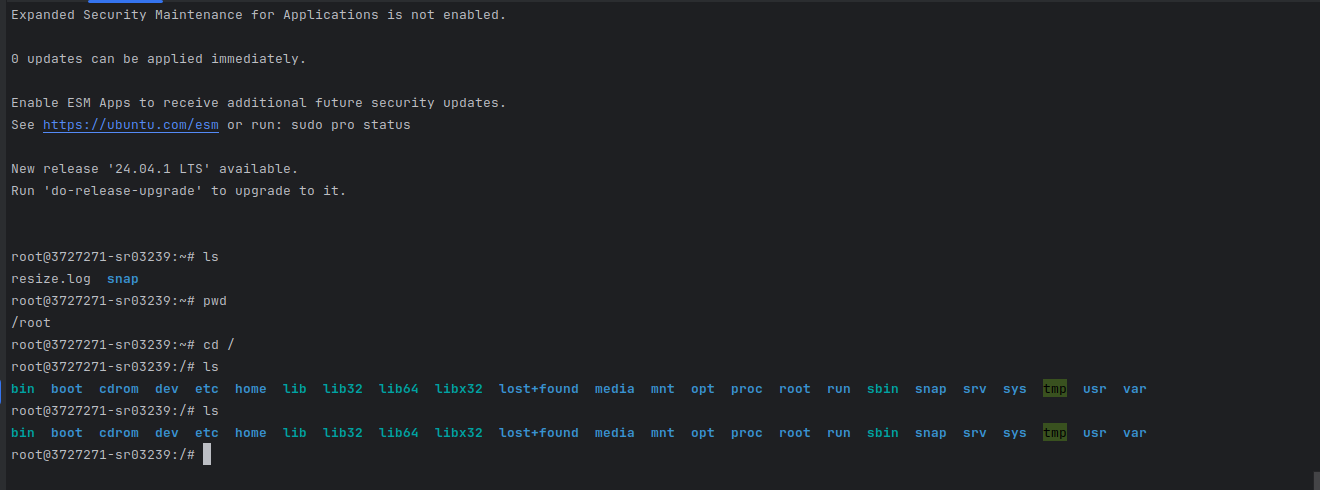 Expanded Security Maintenance for Applications is not enabled.
0 updates can be applied immediately.
Enable ESM Apps to receive additional future security updates.
See https://ubuntu.com/esm or run: sudo pro status
New release '24.04.1 LTS' available.
Run 'do-release-upgrade' to upgrade to it.
root@3727271-sr03239:~# ls
resize.log  snap
root@3727271-sr03239:~# pwd
/root
root@3727271-sr03239:~# cd /
root@3727271-sr03239:/# ls
bin  boot  cdrom  dev  etc  home  lib  lib32  lib64  libx32  lost+found  media  mnt  opt  proc  root  run  sbin  snap  srv  sys  tmp  usr  var
root@3727271-sr03239:/# ls
bin  boot  cdrom  dev  etc  home  lib  lib32  lib64  libx32  lost+found  media  mnt  opt  proc  root  run  sbin  snap  srv  sys  tmp  usr  var
root@3727271-sr03239:/#